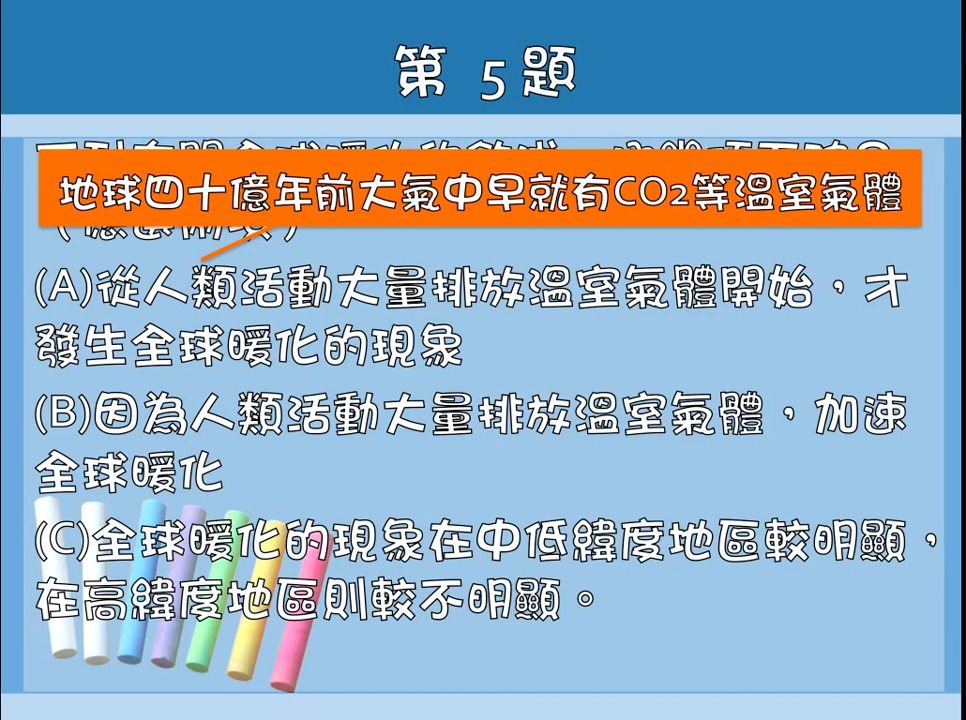 第 5題
地球四十億年前大氣中早就有CO2等溫室氣體
(A)從人類活動大量排放溫室氣體開始，才
發生全球暖化的現象
(B)因為人類活動大量排放溫室氣體，加速
全球暖化
(C)全球暖化的現象在中低緯度地區較明顯，
在高緯度地區則較不明顯。